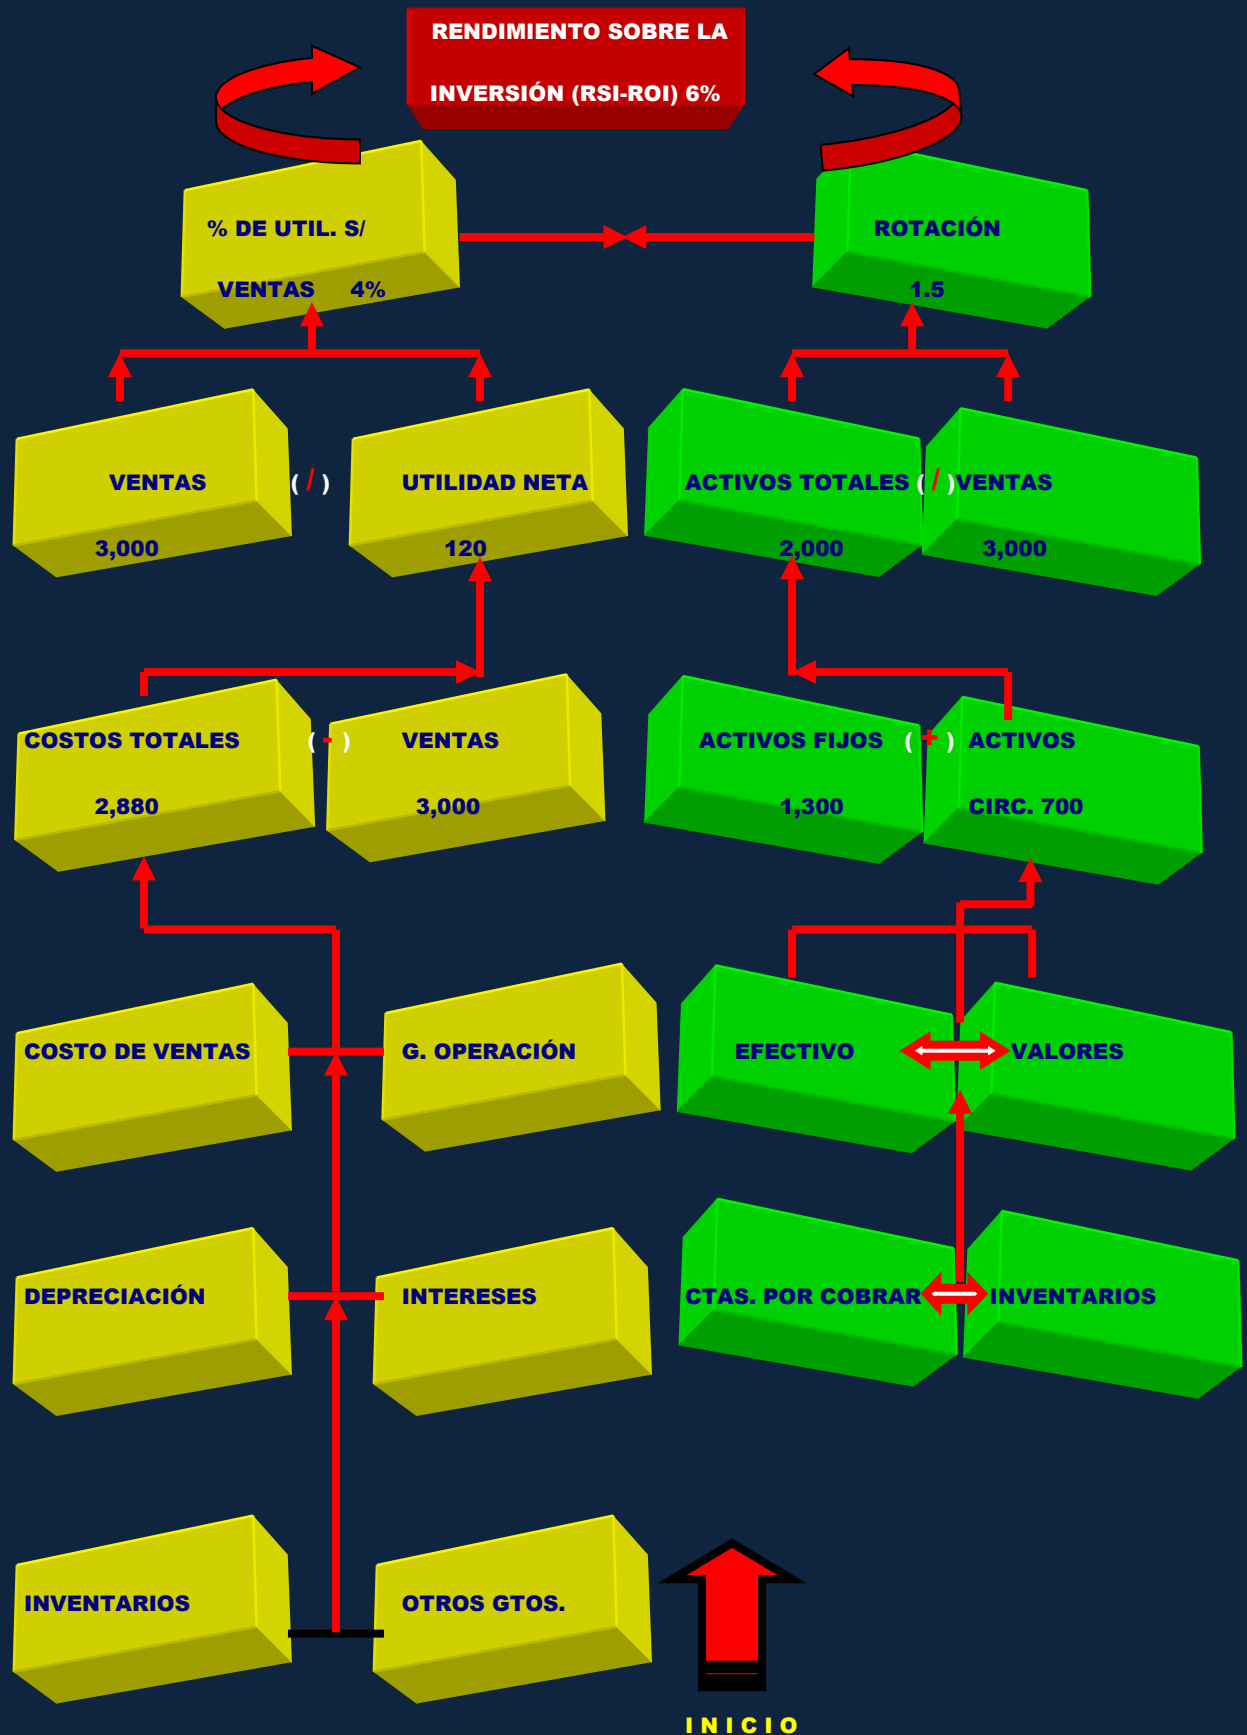 RENDIMIENTO SOBRE LA
INVERSIÓN (RSI-ROI) 6%
% DE UTIL. S/
VENTAS 4%
ROTACIÓN
1.5
VENTAS
3,000
( / )
UTILIDAD NETA
120
ACTIVOS TOTALES
2,000
( / )
VENTAS
3,000
COSTOS TOTALES
2,880
( - )
VENTAS
3,000
ACTIVOS FIJOS
1,300
( + )
ACTIVOS
CIRC. 700
COSTO DE VENTAS
G. OPERACIÓN
EFECTIVO
VALORES
DEPRECIACIÓN
INTERESES
CTAS. POR COBRAR
INVENTARIOS
INVENTARIOS
OTROS GTOS.
I N I C I O